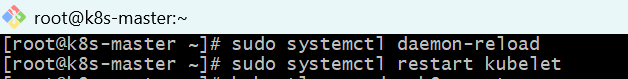 root@k8s-master:~
[root@k8s-master ~]# sudo systemctl daemon-reload
[root@k8s-master ~]# sudo systemctl restart kubelet